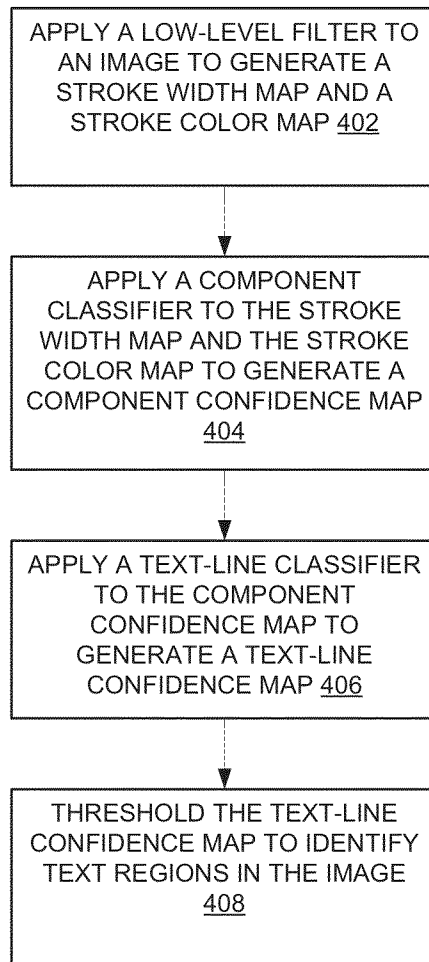 APPLY A LOW-LEVEL FILTER TO
AN IMAGE TO GENERATE A
STROKE WIDTH MAP AND A
STROKE COLOR MAP 402
APPLY A COMPONENT
CLASSIFIER TO THE STROKE
WIDTH MAP AND THE STROKE
COLOR MAP TO GENERATE A
COMPONENT CONFIDENCE MAP
404
APPLY A TEXT-LINE CLASSIFIER
TO THE COMPONENT
CONFIDENCE MAP TO
GENERATE A TEXT-LINE
CONFIDENCE MAP 406
THRESHOLD THE TEXT-LINE
CONFIDENCE MAP TO IDENTIFY
TEXT REGIONS IN THE IMAGE
408